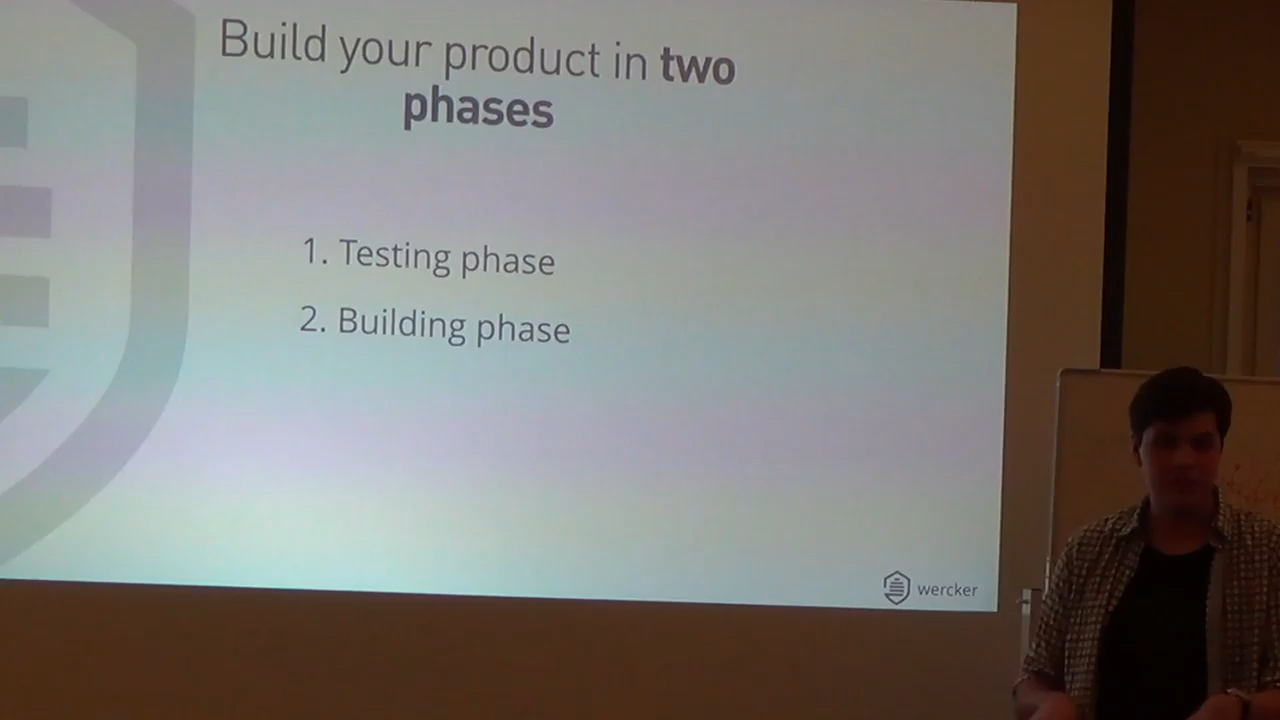 Build your product in two
phases
1. Testing phase
2. Building phase
wercker